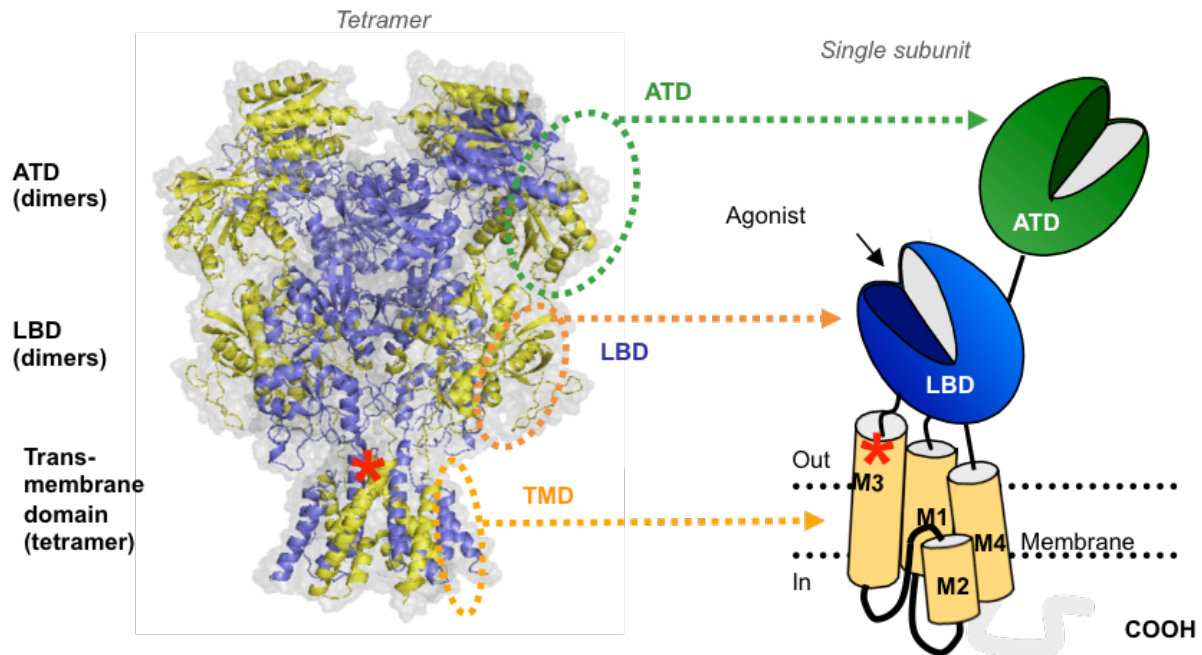 Tetramer
Single subunit
ATD
ATD
(dimers)
ATD
Agonist
LBD
(dimers)
LBD
LBD
Trans-
membrane
domain
(tetramer)
*
TMD
Out
*
M3
M1
M4
Membrane
In
M2
COOH